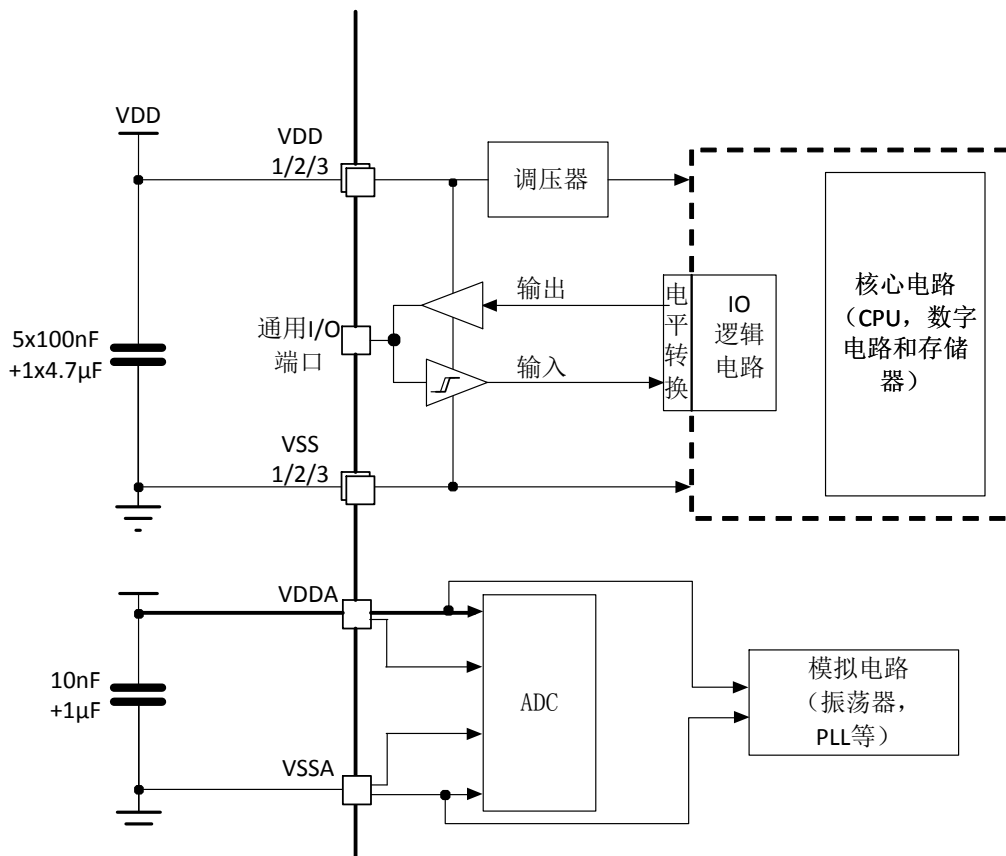 VDD
VDD
1/2/3
调压器
核心电路
（CPU，数字
电路和存储
器）
输出
电平转换
IO
逻辑
电路
通用I/O
端口
5x100nF
+1x4.7µF
输入
VSS
1/2/3
VDDA
10nF
+1µF
ADC
模拟电路
（振荡器，
PLL等）
VSSA